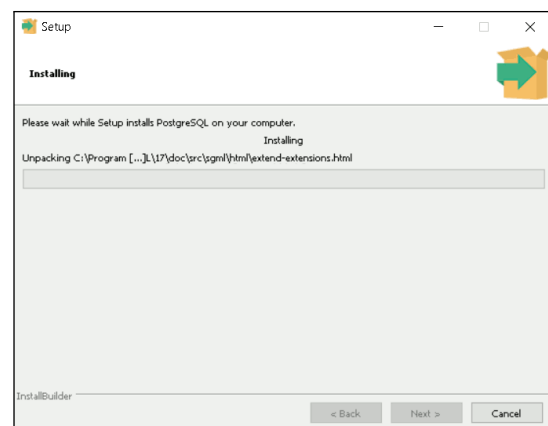 Setup
Installing
Please wait while Setup installs PostgreSQL on your computer.
Installing
Unpacking C:\Program [...]L\17\doc\src\sgml\html\extend-extensions.html
InstallBuilder
< Back
Next >
Cancel